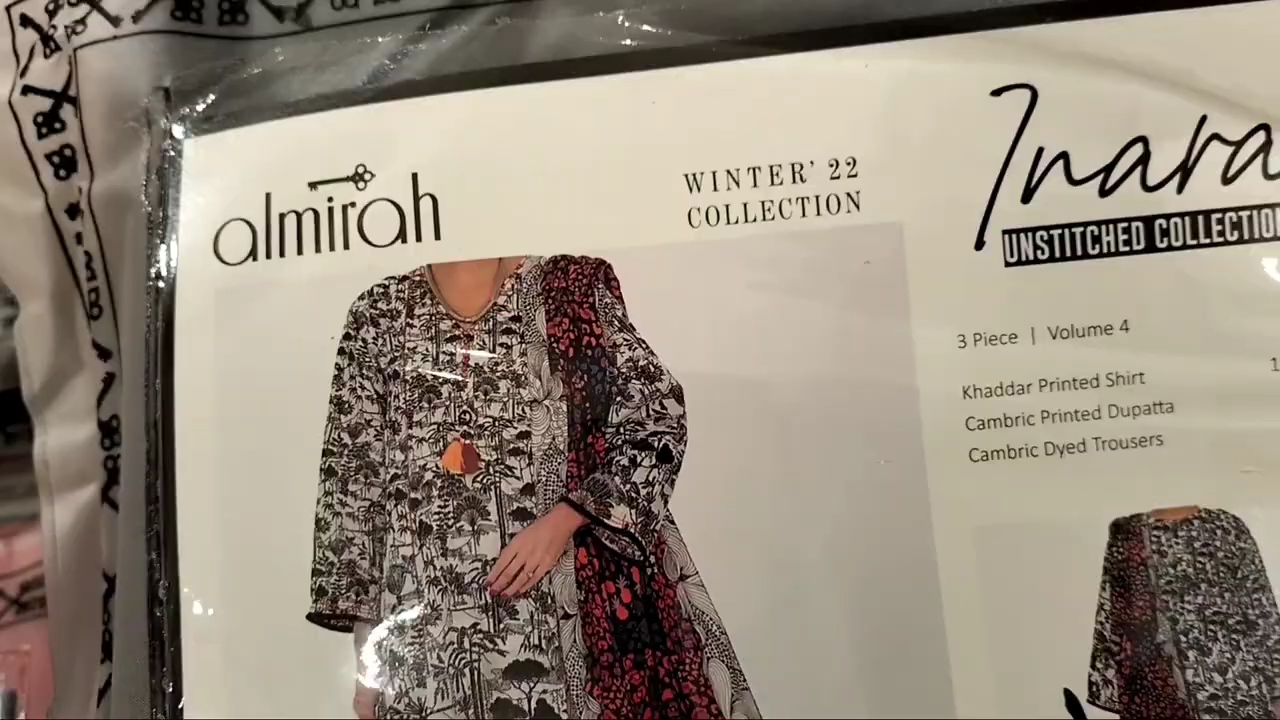 almirah
WINTER' 22
COLLECTION
Inara
UNSTITCHED COLLECTION
3 Piece | Volume 4
Khaddar Printed Shirt
Cambric Printed Dupatta
Cambric Dyed Trousers